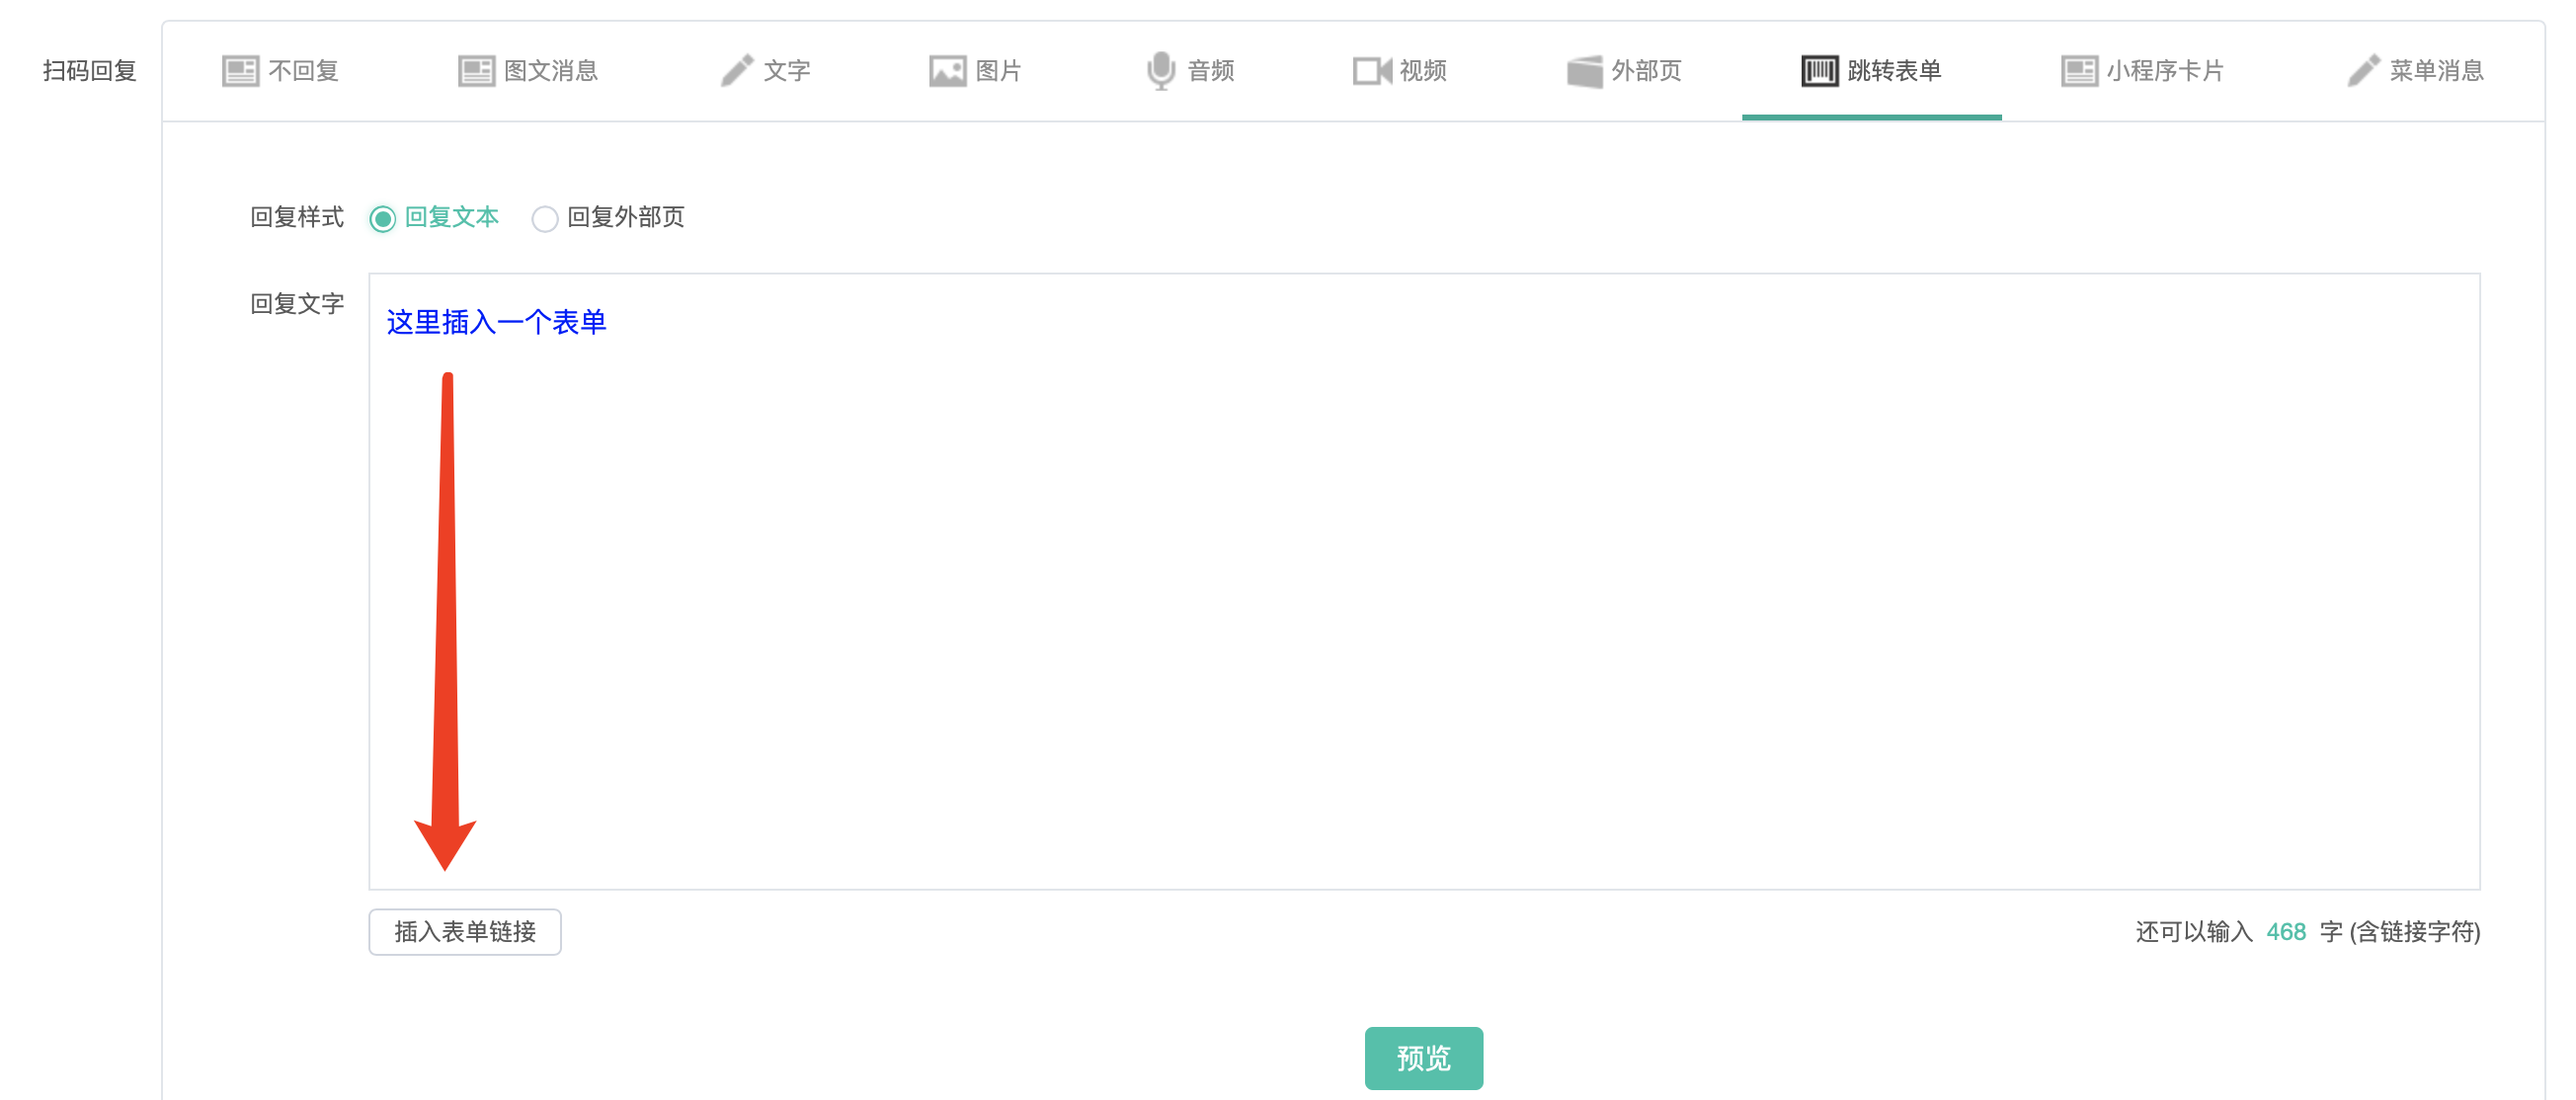 扫码回复 不回复 图文消息 文字 图片 音频 视频 外部页 跳转表单 小程序卡片 菜单消息
回复样式 回复文本 回复外部页
回复文字
这里插入一个表单
插入表单链接 还可以输入 468 字 (含链接字符)
预览